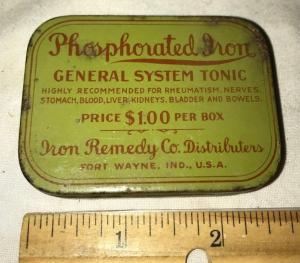 Phosphorated Iron
GENERAL SYSTEM TONIC
HIGHLY RECOMMENDED FOR RHEUMATISM, NERVES.
STOMACH, BLOOD, LIVER, KIDNEYS, BLADDER AND BOWELS.
PRICE $1.00 PER BOX
Iron Remedy Co. Distributers
FORT WAYNE, IND., U.S.A.
1 2